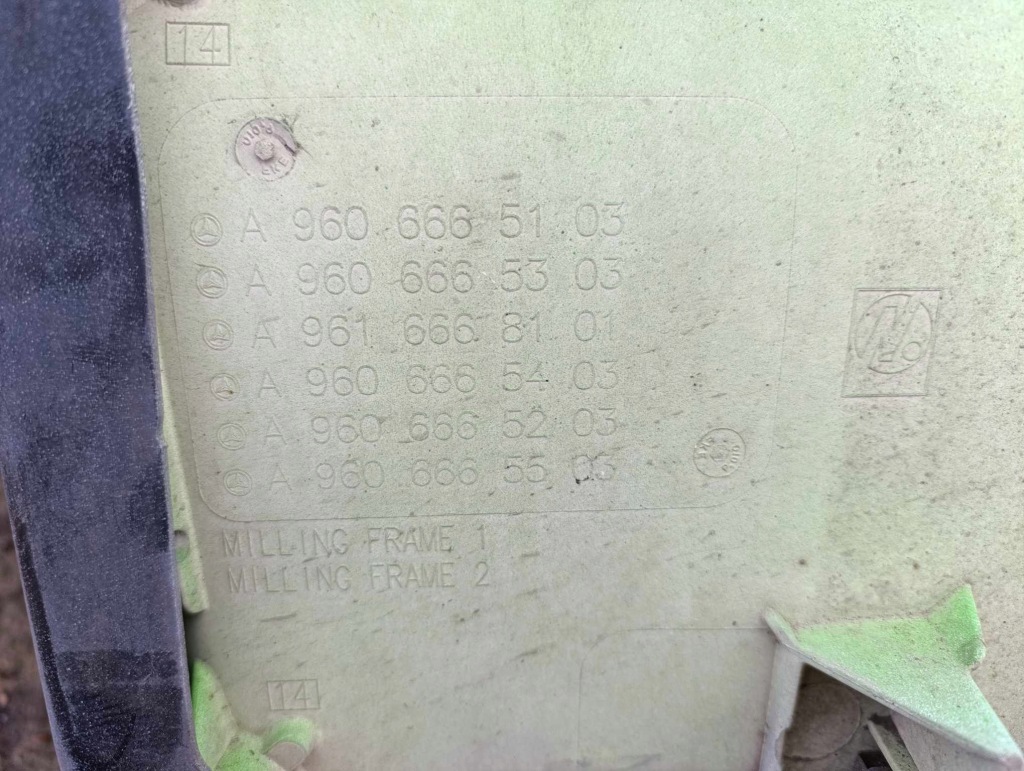 14
A 960 666 51 03
A 960 666 53 03
A 961 666 81 01
A 960 666 54 03
A 960 666 52 03
A 960 666 55 03
MILLING FRAME 1
MILLING FRAME 2
14